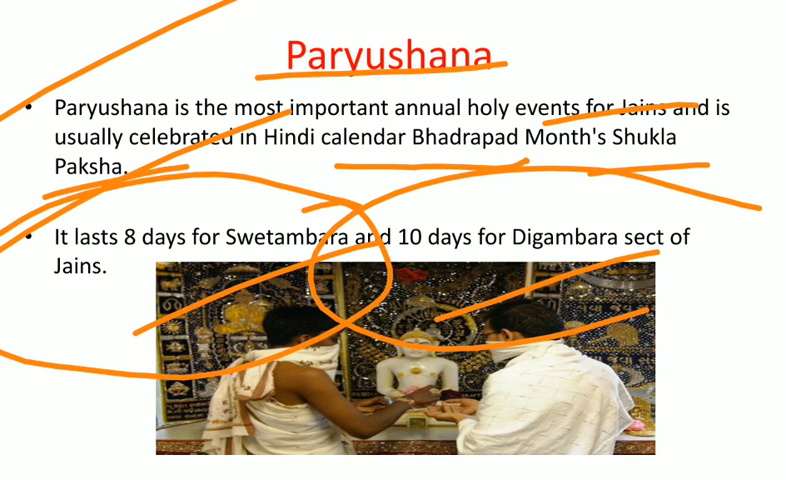 Paryushana
• Paryushana is the most important annual holy events for Jains and is
usually celebrated in Hindi calendar Bhadrapad Month's Shukla
Paksha.
• It lasts 8 days for Swetambara and 10 days for Digambara sect of
Jains.